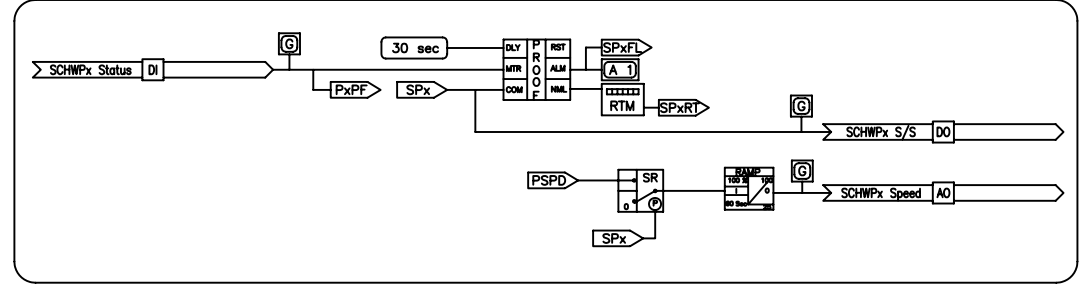 G
30 sec
DLY
P
R
O
O
F
RST
SPxFL
SCHWPx Status
DI
MTR
ALM
A 1
PxPF
SPx
COM
NML
RTM
SPxRT
G
SCHWPx S/S
DO
PSPD
SR
0
P
RAMP
100
100
I
0
60 Sec
G
SCHWPx Speed
AO
SPx